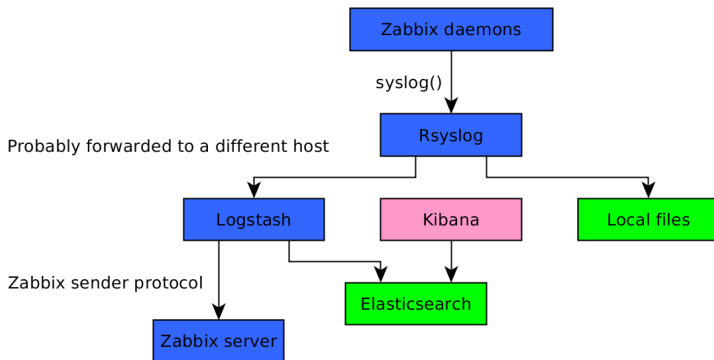 Zabbix daemons
syslog()
Rsyslog
Probably forwarded to a different host
Logstash
Kibana
Local files
Zabbix sender protocol
Elasticsearch
Zabbix server